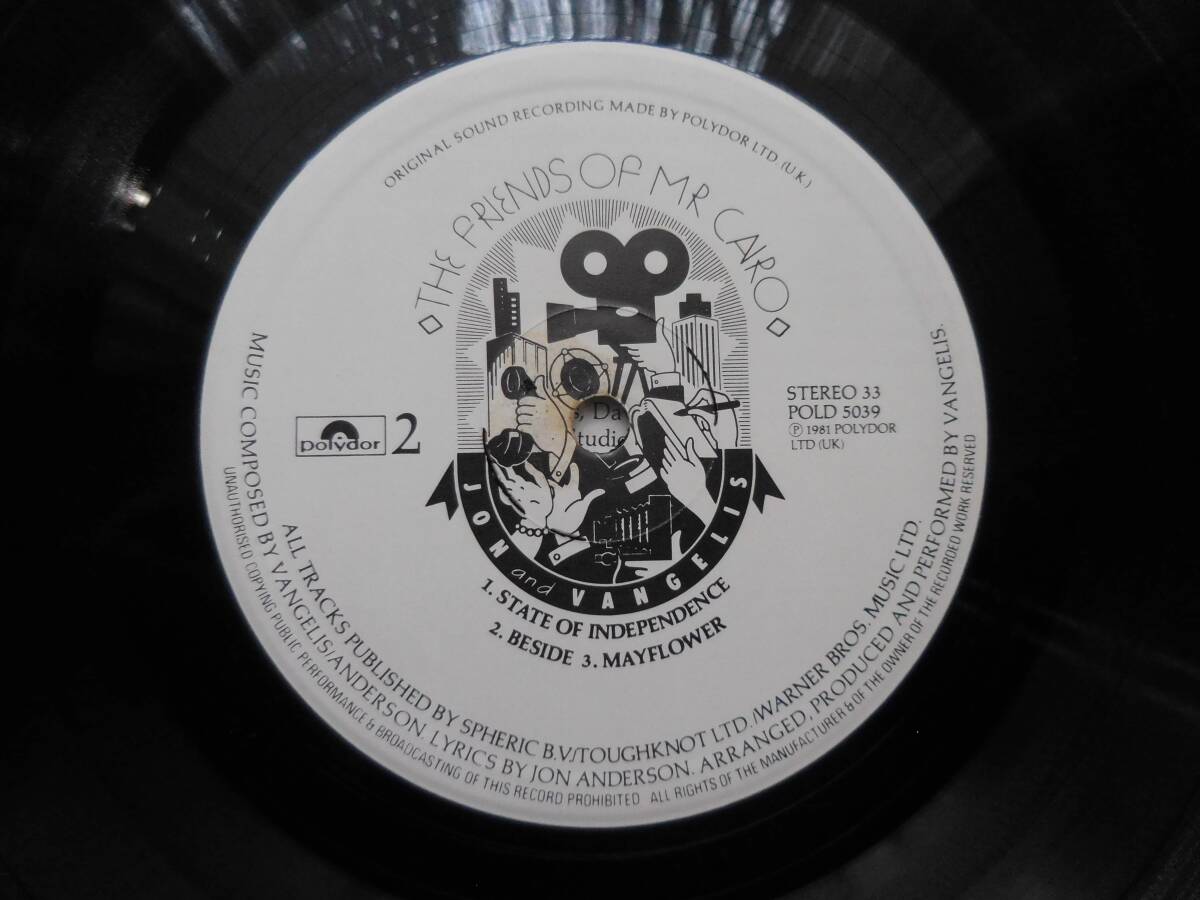 ORIGINAL SOUND RECORDING MADE BY POLYDOR LTD. (U.K.)
THE FRIENDS OF MR CAIRO
STEREO 33
POLD 5039
Ⓟ 1981 POLYDOR
LTD (UK)
polydor 2
s, Da
tudio
JON and VANGELIS
1. STATE OF INDEPENDENCE
2. BESIDE 3. MAYFLOWER
ALL TRACKS PUBLISHED BY SPHERIC B.V./TOUGHKNOT LTD./WARNER BROS. MUSIC LTD.
MUSIC COMPOSED BY VANGELIS/ANDERSON. LYRICS BY JON ANDERSON. ARRANGED, PRODUCED AND PERFORMED BY VANGELIS.
UNAUTHORISED COPYING PUBLIC PERFORMANCE & BROADCASTING OF THIS RECORD PROHIBITED ALL RIGHTS OF THE MANUFACTURER & OF THE OWNER OF THE RECORDED WORK RESERVED